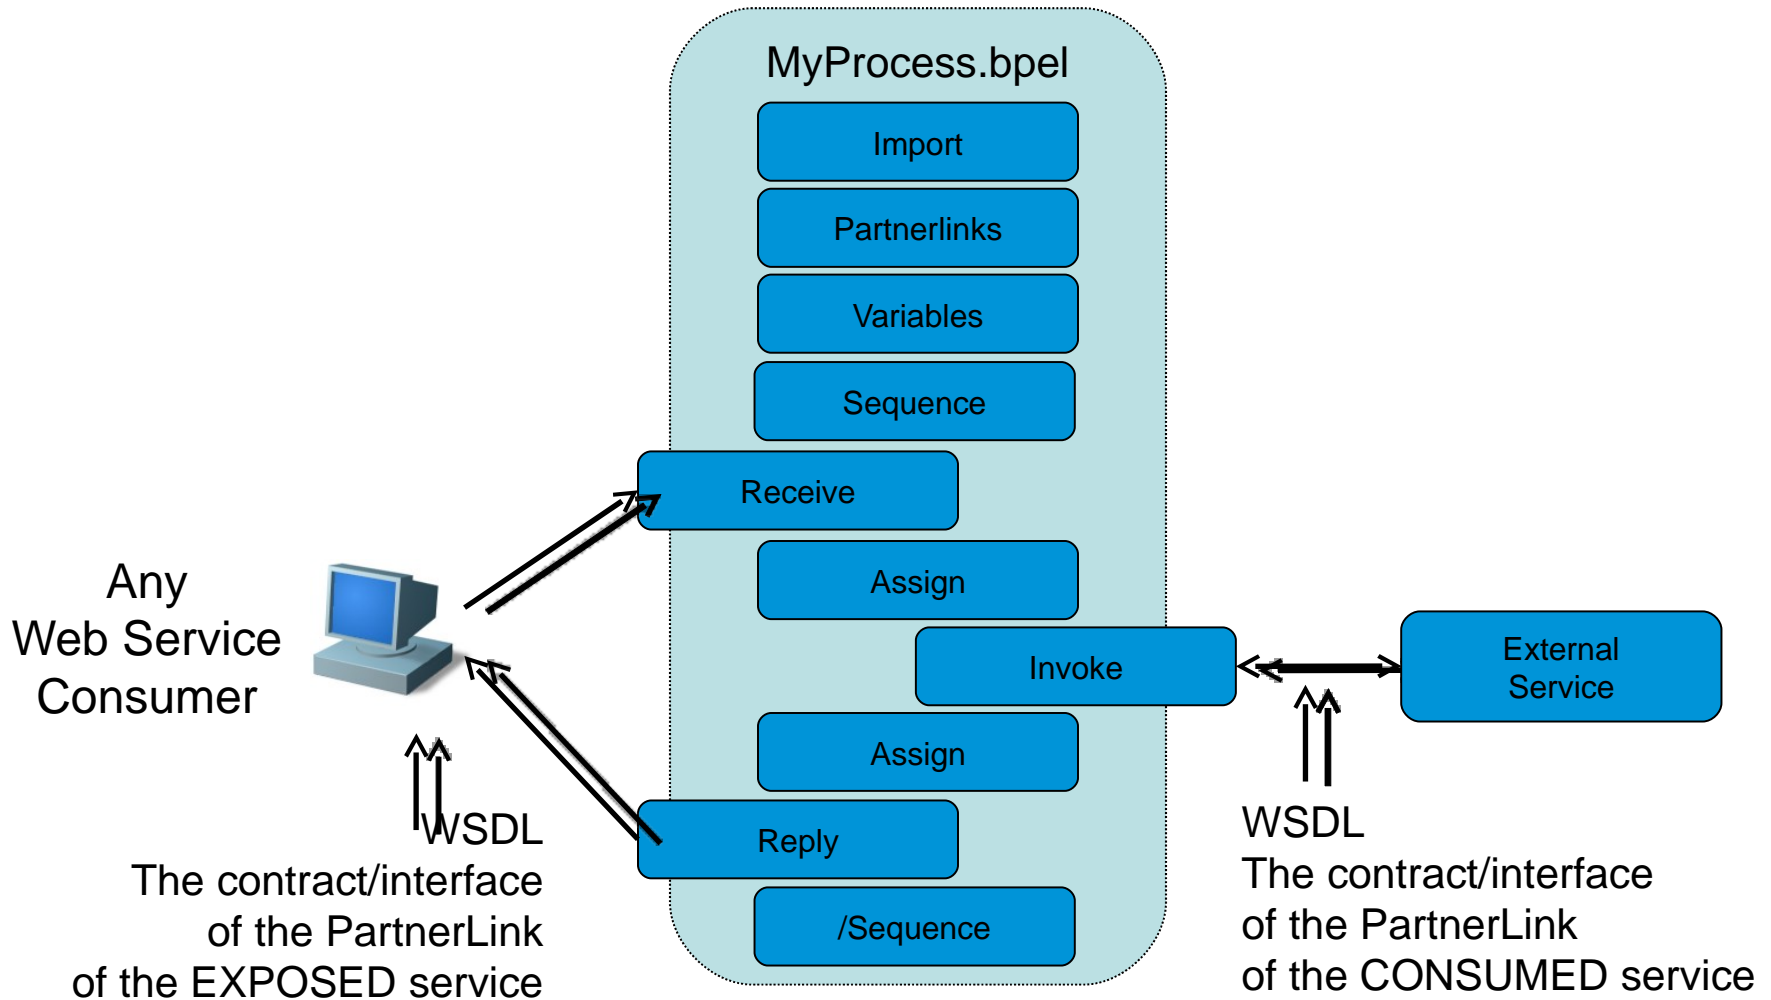 MyProcess.bpel
Import
Partnerlinks
Variables
Sequence
Receive
Assign
Invoke
Assign
Reply
/Sequence
Any
Web Service
Consumer
External
Service
WSDL
The contract/interface
of the PartnerLink
of the EXPOSED service
WSDL
The contract/interface
of the PartnerLink
of the CONSUMED service